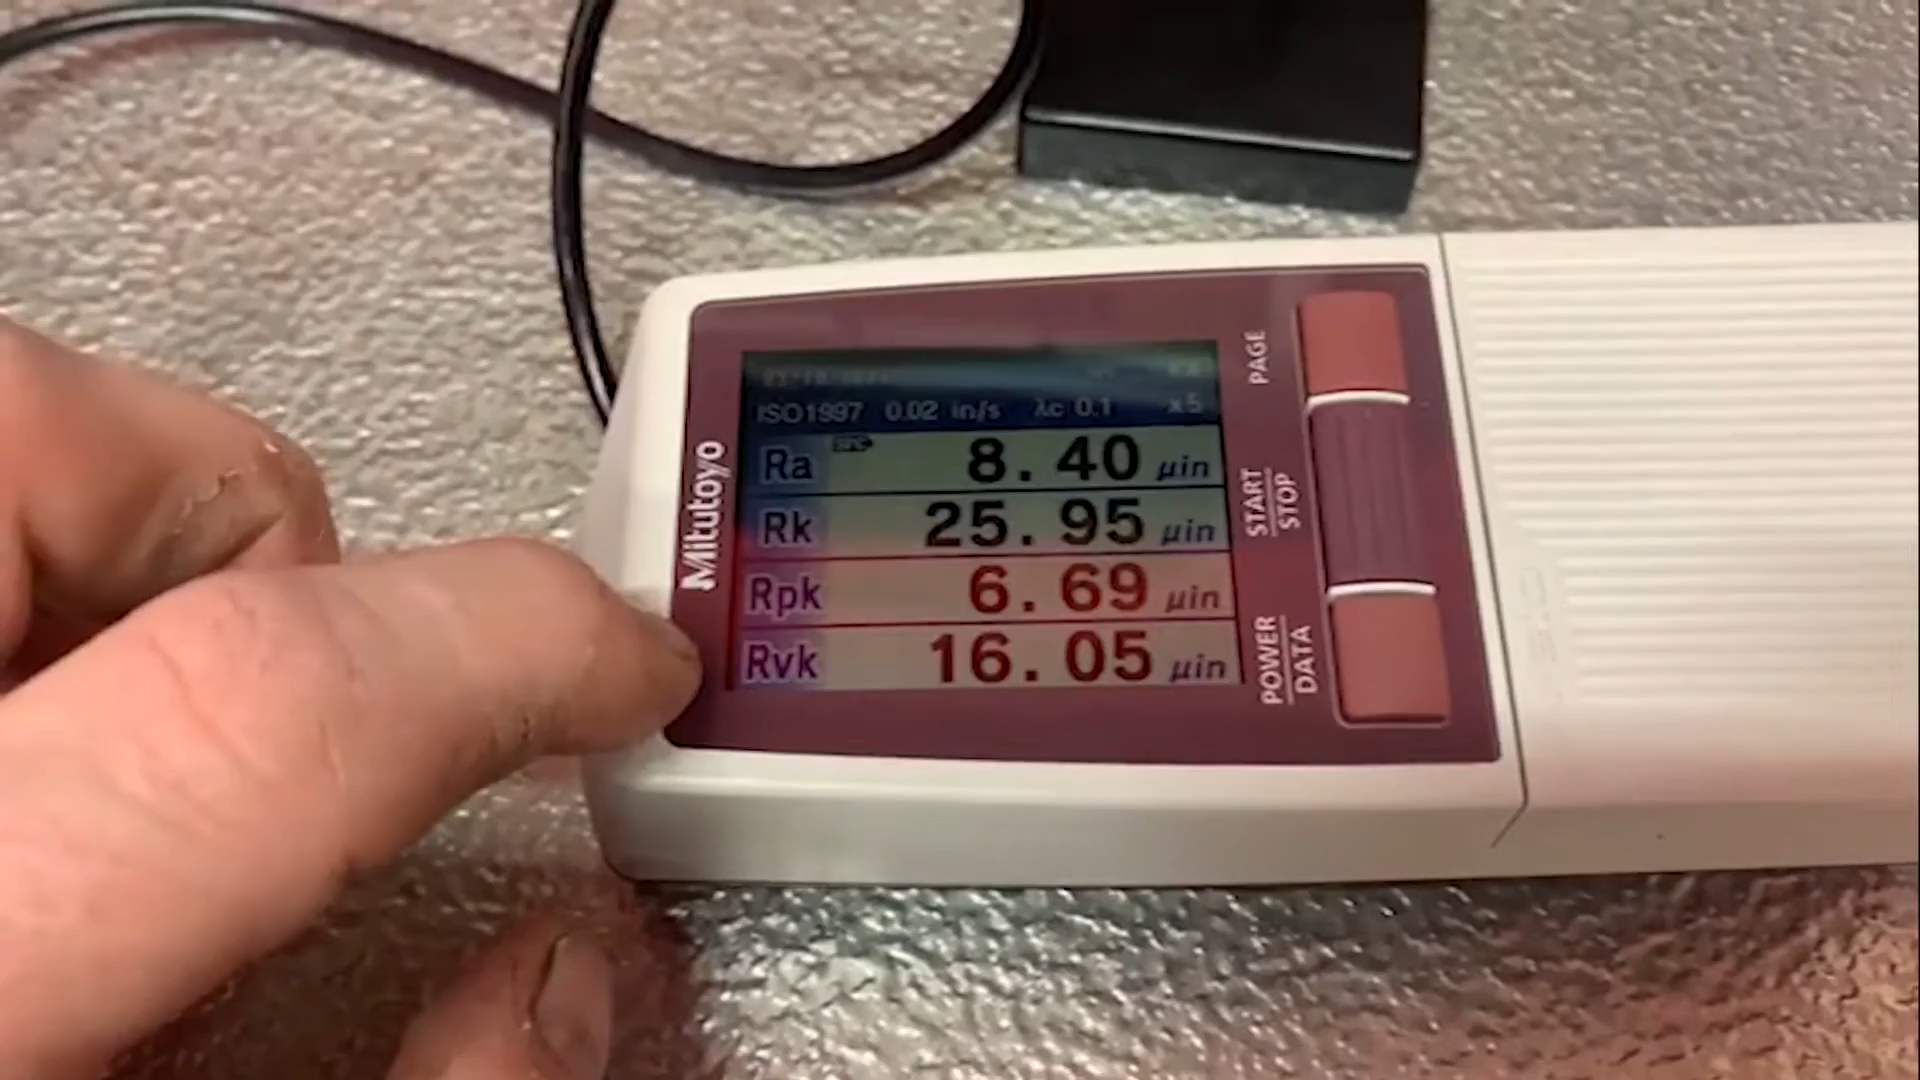 Mitutoyo
ISO1997 0.02 in/s λc 0.1 x5
Ra 8.40 µin
Rk 25.95 µin
Rpk 6.69 µin
Rvk 16.05 µin
PAGE
START
STOP
POWER
DATA